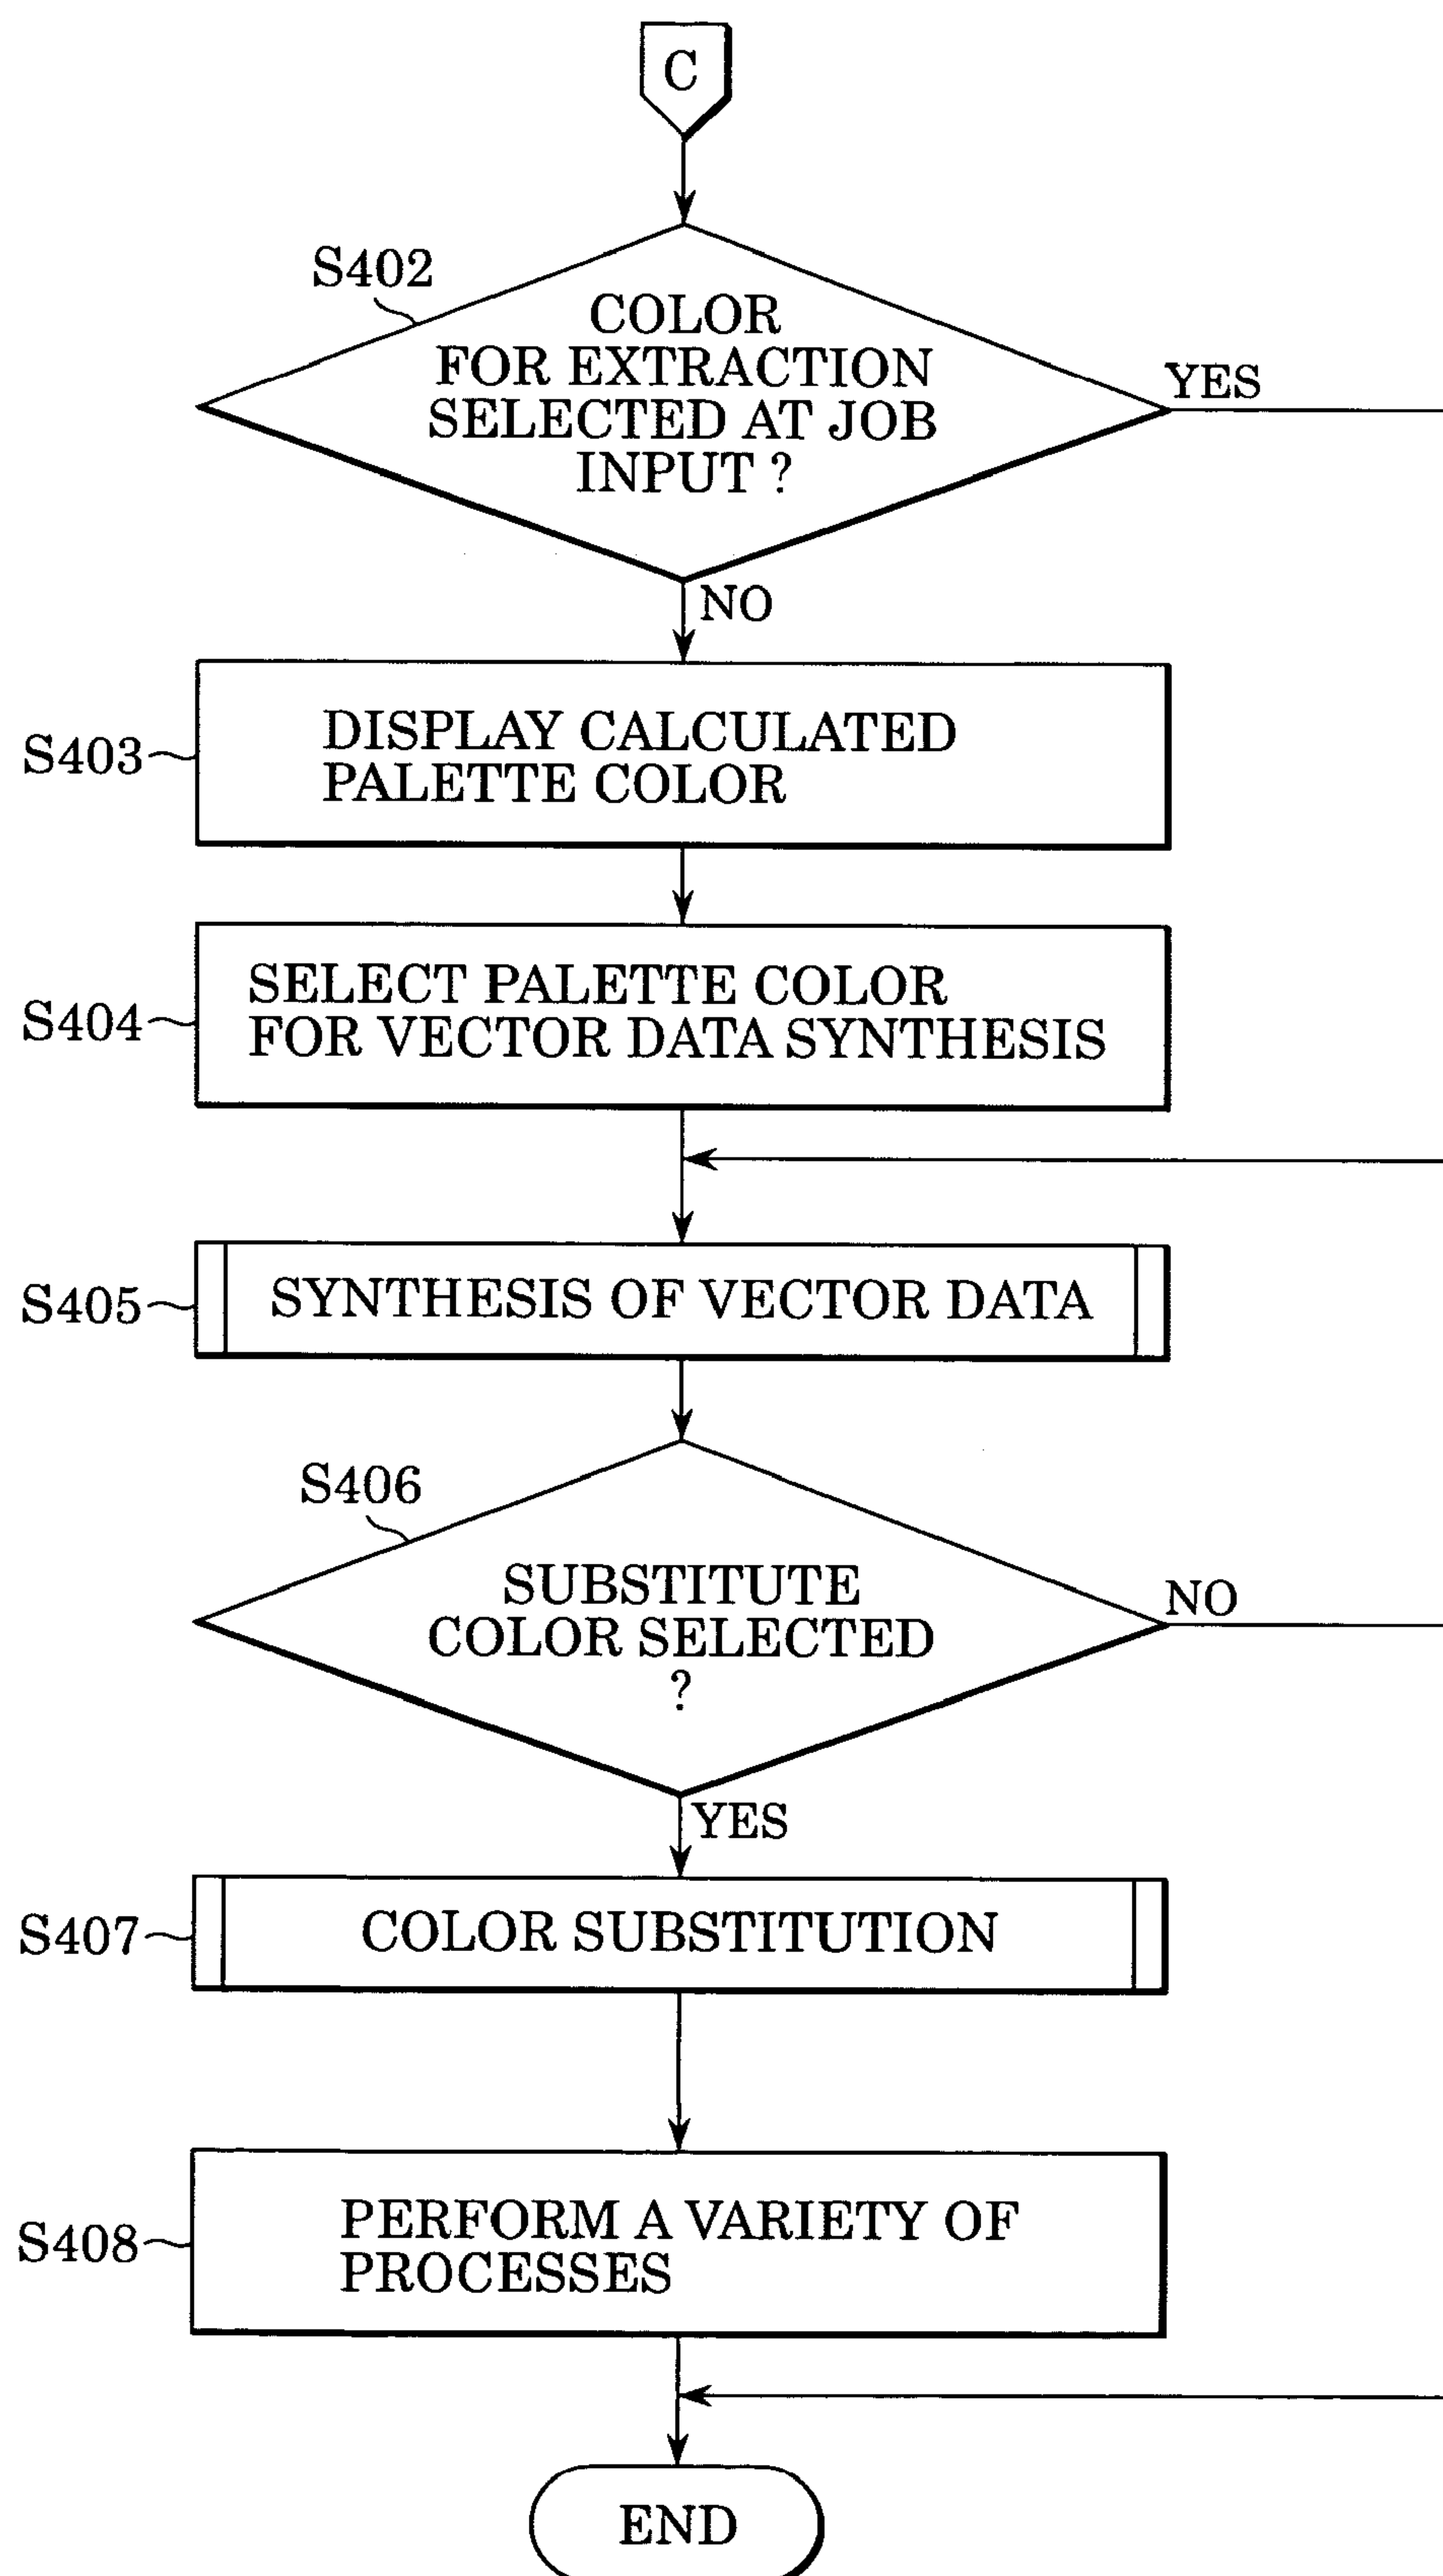 C
S402
COLOR
FOR EXTRACTION
SELECTED AT JOB
INPUT ?
YES
NO
S403
DISPLAY CALCULATED
PALETTE COLOR
S404
SELECT PALETTE COLOR
FOR VECTOR DATA SYNTHESIS
S405
SYNTHESIS OF VECTOR DATA
S406
SUBSTITUTE
COLOR SELECTED
?
NO
YES
S407
COLOR SUBSTITUTION
S408
PERFORM A VARIETY OF
PROCESSES
END